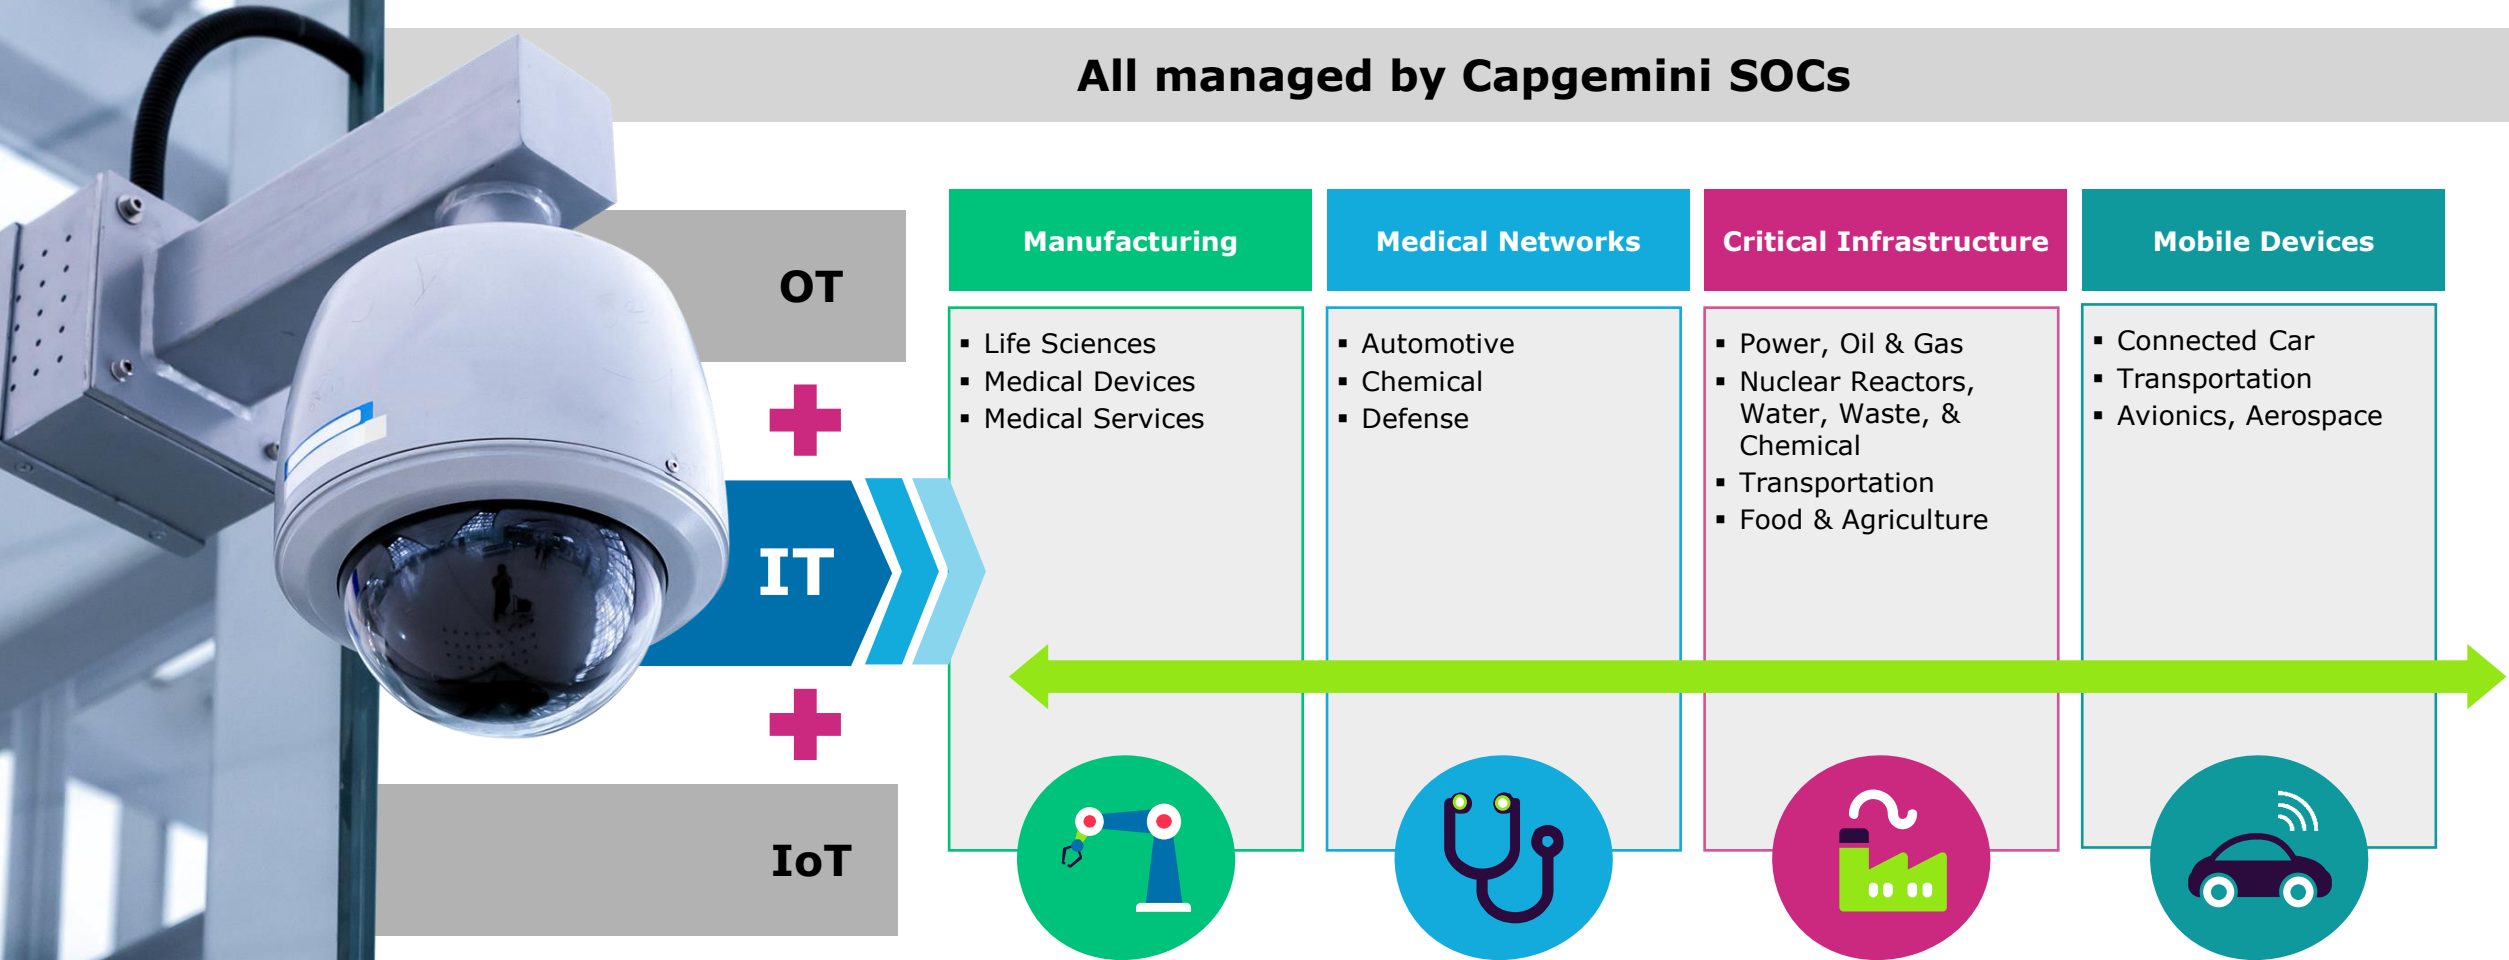 All managed by Capgemini SOCs
OT
IT
IoT
Manufacturing
▪ Life Sciences
▪ Medical Devices
▪ Medical Services
Medical Networks
▪ Automotive
▪ Chemical
▪ Defense
Critical Infrastructure
▪ Power, Oil & Gas
▪ Nuclear Reactors,
Water, Waste, &
Chemical
▪ Transportation
▪ Food & Agriculture
Mobile Devices
▪ Connected Car
▪ Transportation
▪ Avionics, Aerospace